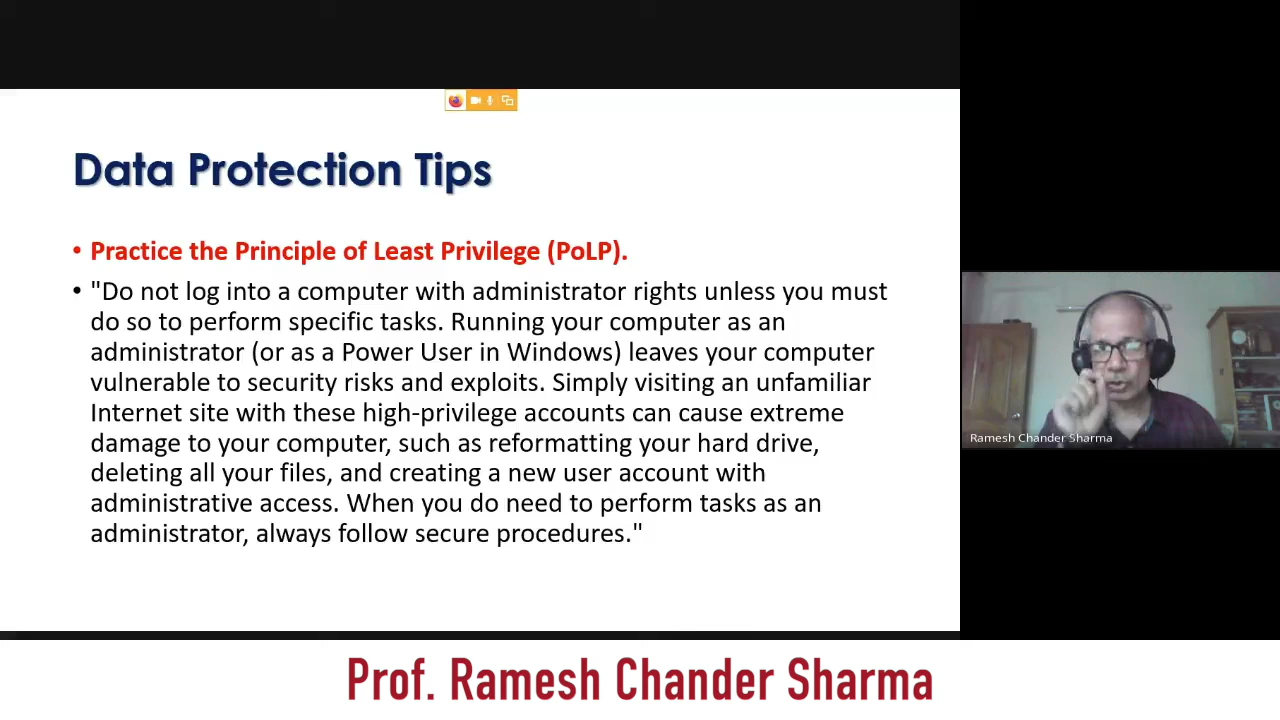 Data Protection Tips
• Practice the Principle of Least Privilege (PoLP).
• "Do not log into a computer with administrator rights unless you must
do so to perform specific tasks. Running your computer as an
administrator (or as a Power User in Windows) leaves your computer
vulnerable to security risks and exploits. Simply visiting an unfamiliar
Internet site with these high-privilege accounts can cause extreme
damage to your computer, such as reformatting your hard drive,
deleting all your files, and creating a new user account with
administrative access. When you do need to perform tasks as an
administrator, always follow secure procedures."
Ramesh Chander Sharma
Prof. Ramesh Chander Sharma